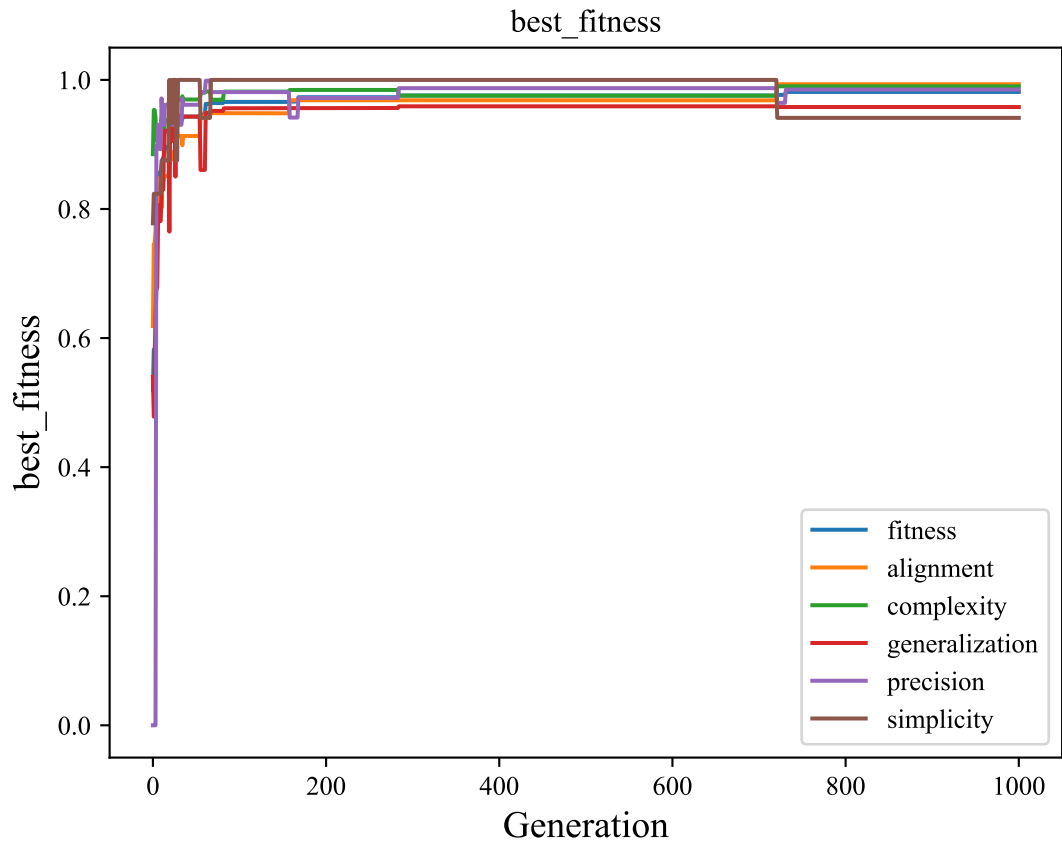 best_fitness
best_fitness
1.0
0.8
0.6
0.4
0.2
0.0
0 200 400 600 800 1000
Generation
fitness
alignment
complexity
generalization
precision
simplicity